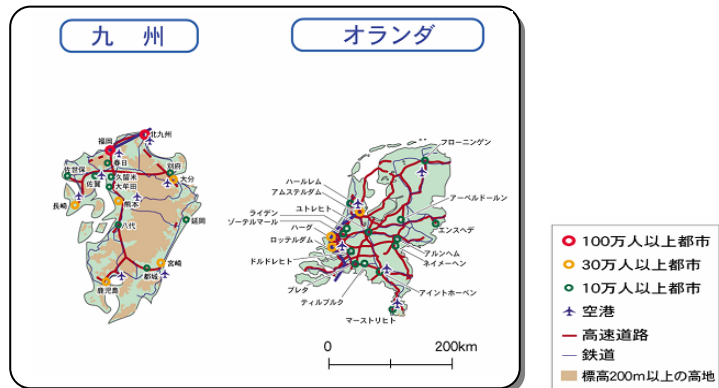 九 州
オランダ
北九州
福岡
春日
別府
佐世保
佐賀
久留米
大分
大牟田
長崎
熊本
延岡
八代
宮崎
都城
鹿児島
フローニンゲン
ハールレム
アムステルダム
ユトレヒト
アーペルドールン
ライデン
ゾーテルマール
エンスヘデ
ハーグ
ロッテルダム
アルンヘム
ネイメーヘン
ドルドレヒト
ブレダ
アイントホーベン
ティルブルク
マーストリヒト
0 200km
100万人以上都市
30万人以上都市
10万人以上都市
空港
高速道路
鉄道
標高200m以上の高地